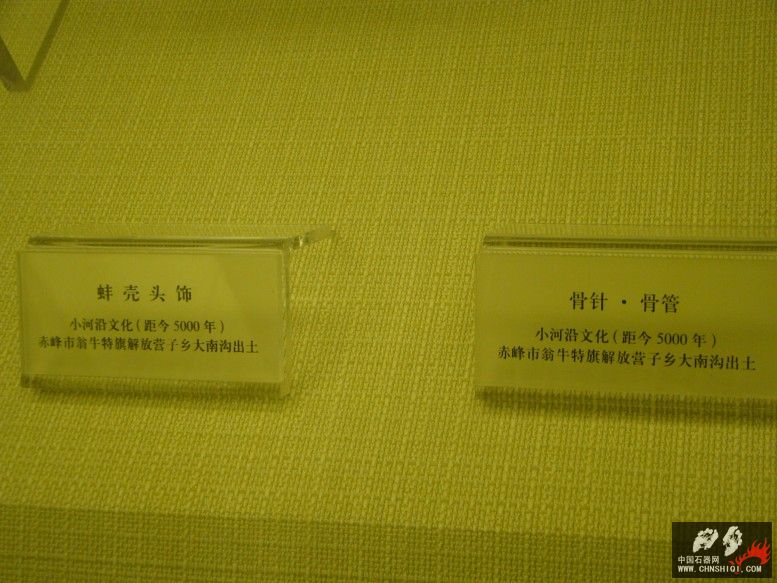 蚌壳头饰
小河沿文化（距今5000年）
赤峰市翁牛特旗解放营子乡大南沟出土
骨针·骨管
小河沿文化（距今5000年）
赤峰市翁牛特旗解放营子乡大南沟出土
中国石器网
WWW.CHNSHIQI.COM